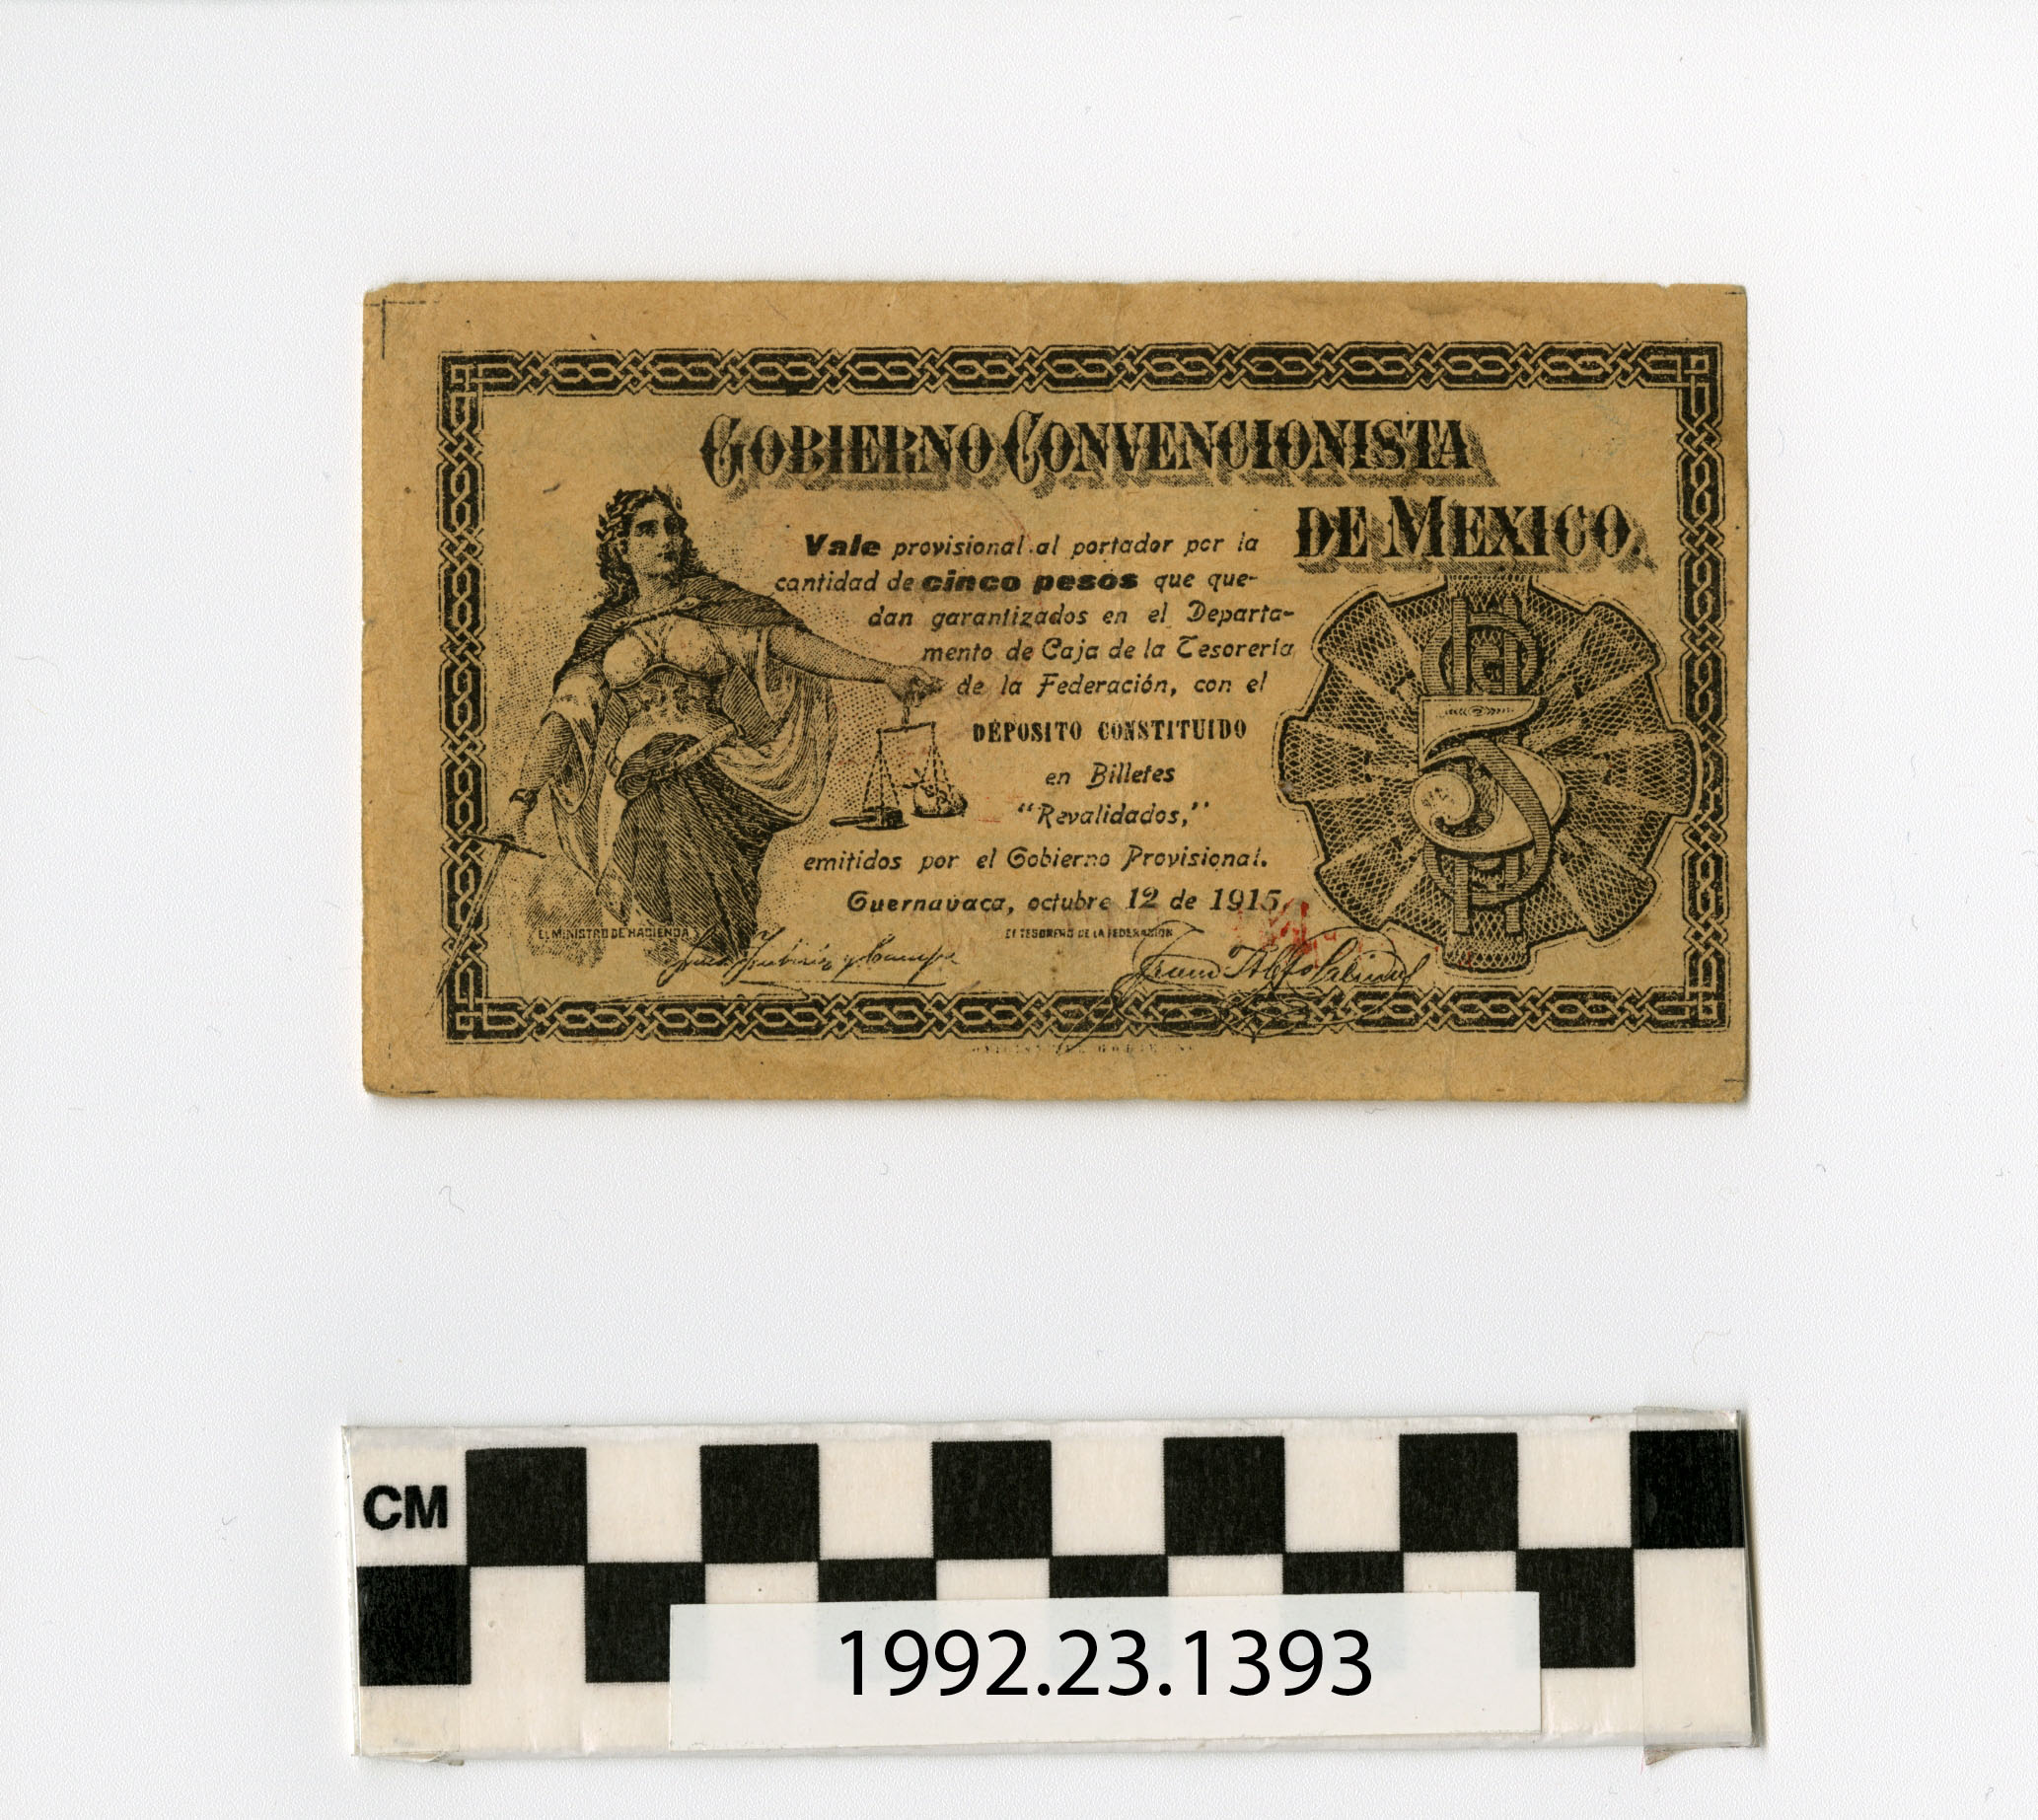 GOBIERNO CONVENCIONISTA
DE MEXICO.
Vale provisional al portador por la
cantidad de cinco pesos que que-
dan garantizados en el Departa-
mento de Caja de la Tesorería
de la Federación, con el
DEPOSITO CONSTITUIDO
en Billetes
"Revalidados,"
emitidos por el Gobierno Provisional.
Cuernavaca, octubre 12 de 1915.
EL MINISTRO DE HACIENDA
EL TESORERO DE LA FEDERACION
5
CM
1992.23.1393